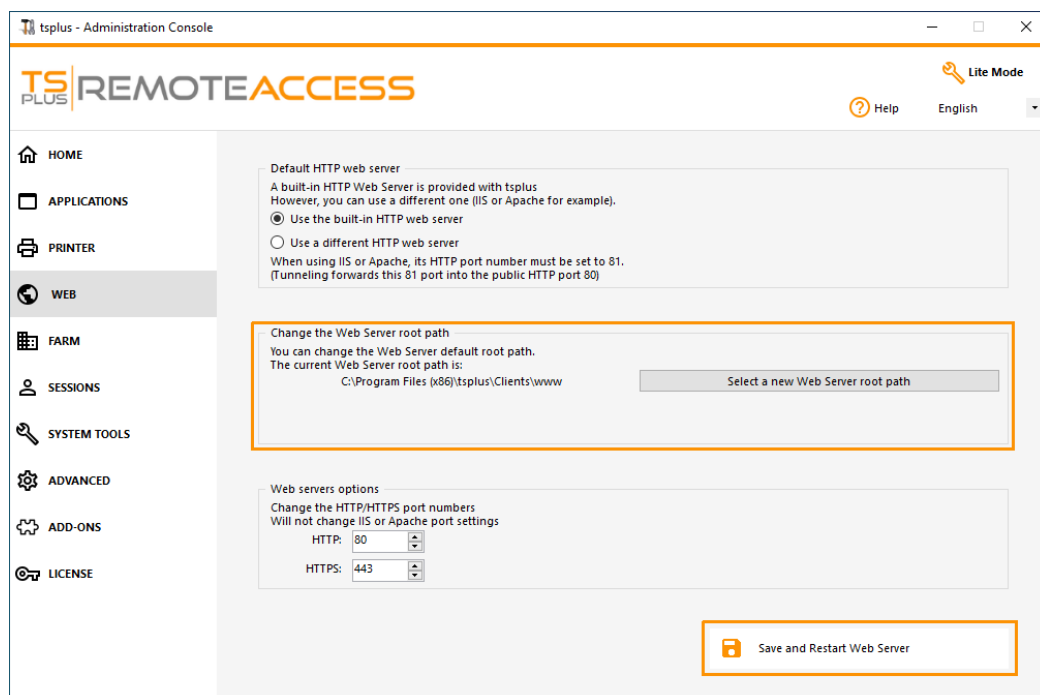 tsplus - Administration Console
TS PLUS REMOTEACCESS
Lite Mode
Help
English
HOME
APPLICATIONS
PRINTER
WEB
FARM
SESSIONS
SYSTEM TOOLS
ADVANCED
ADD-ONS
LICENSE
Default HTTP web server
A built-in HTTP Web Server is provided with tsplus
However, you can use a different one (IIS or Apache for example).
Use the built-in HTTP web server
Use a different HTTP web server
When using IIS or Apache, its HTTP port number must be set to 81.
(Tunneling forwards this 81 port into the public HTTP port 80)
Change the Web Server root path
You can change the Web Server default root path.
The current Web Server root path is:
C:\Program Files (x86)\tsplus\Clients\www
Select a new Web Server root path
Web servers options
Change the HTTP/HTTPS port numbers
Will not change IIS or Apache port settings
HTTP: 80
HTTPS: 443
Save and Restart Web Server